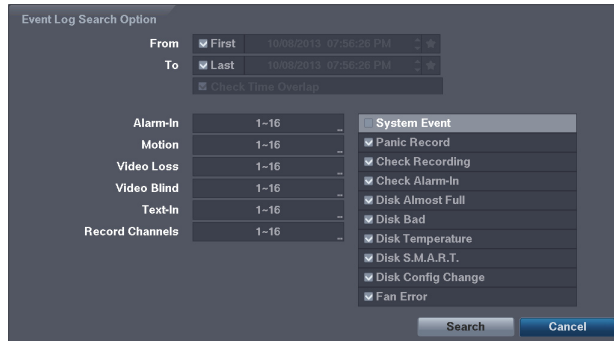 Event Log Search Option
From First 10/08/2013 07:56:26 PM
To Last 10/08/2013 07:56:26 PM
Check Time Overlap
Alarm-In 1~16
Motion 1~16
Video Loss 1~16
Video Blind 1~16
Text-In 1~16
Record Channels 1~16
System Event
Panic Record
Check Recording
Check Alarm-In
Disk Almost Full
Disk Bad
Disk Temperature
Disk S.M.A.R.T.
Disk Config Change
Fan Error
Search Cancel